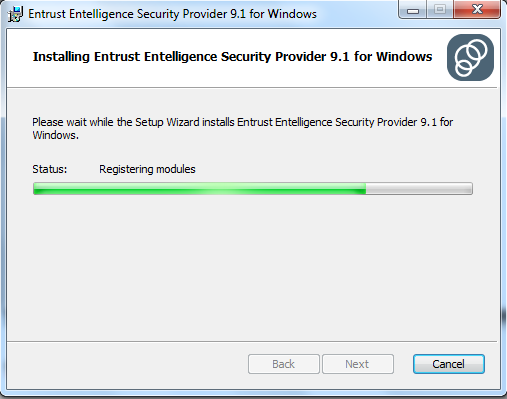 Entrust Entelligence Security Provider 9.1 for Windows
Installing Entrust Entelligence Security Provider 9.1 for Windows
Please wait while the Setup Wizard installs Entrust Entelligence Security Provider 9.1 for
Windows.
Status: Registering modules
Back Next Cancel